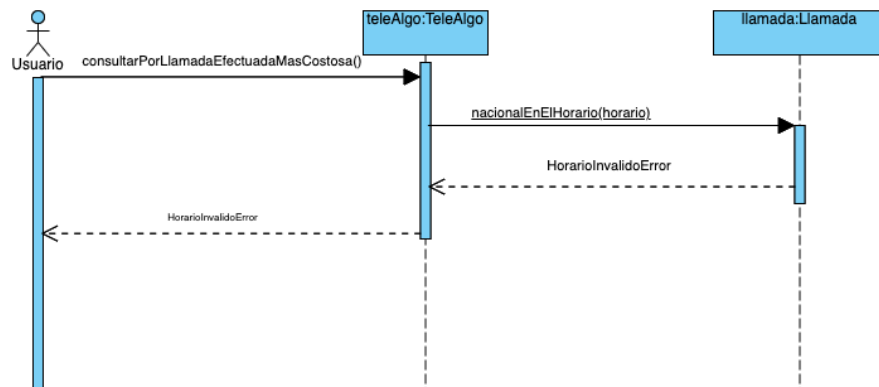 teleAlgo:TeleAlgo
llamada:Llamada
Usuario
consultarPorLlamadaEfectuadaMasCostosa()
nacionalEnElHorario(horario)
HorarioInvalidoError
HorarioInvalidoError